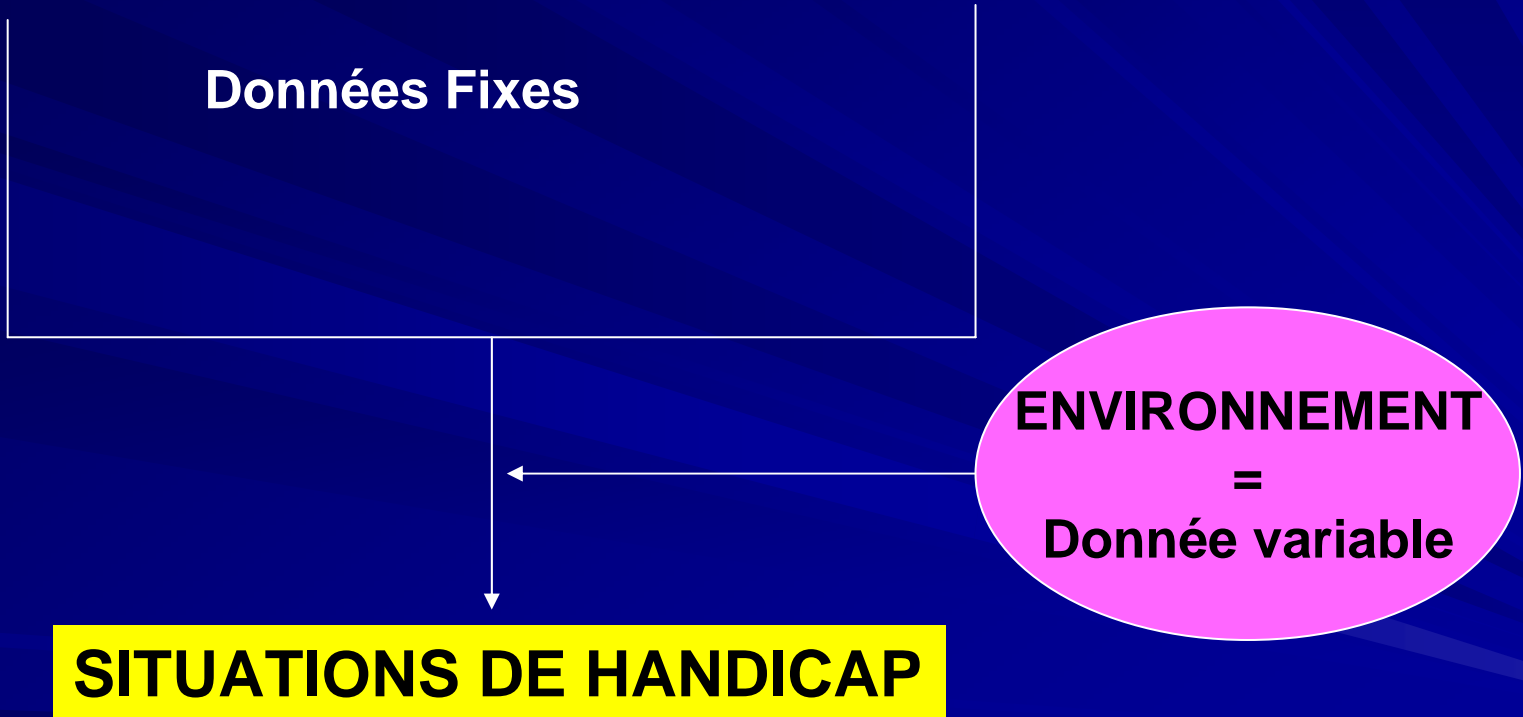 Données Fixes
ENVIRONNEMENT
=
Donnée variable
SITUATIONS DE HANDICAP